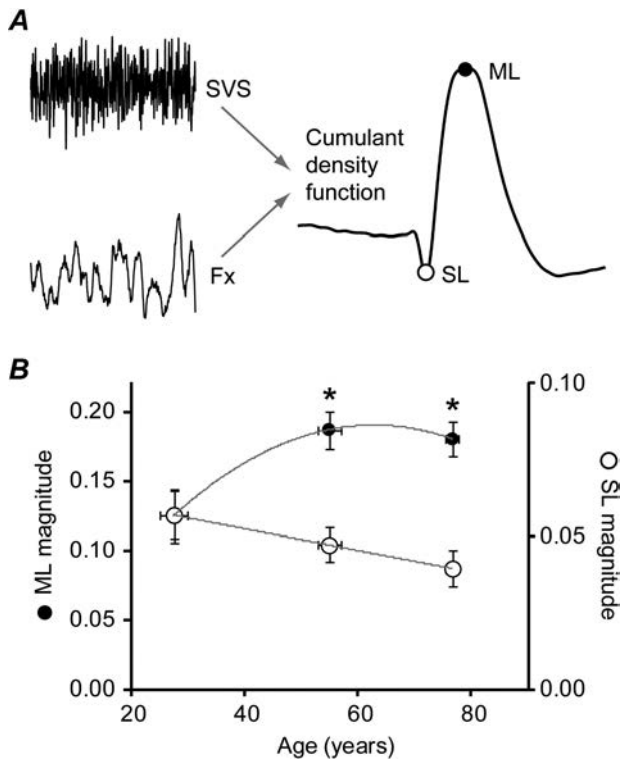 A
SVS
Fx
Cumulant
density
function
ML
SL
B
ML magnitude
0.20
0.15
0.10
0.05
0.00
* *
0.10
0.05
0.00
SL magnitude
20 40 60 80
Age (years)